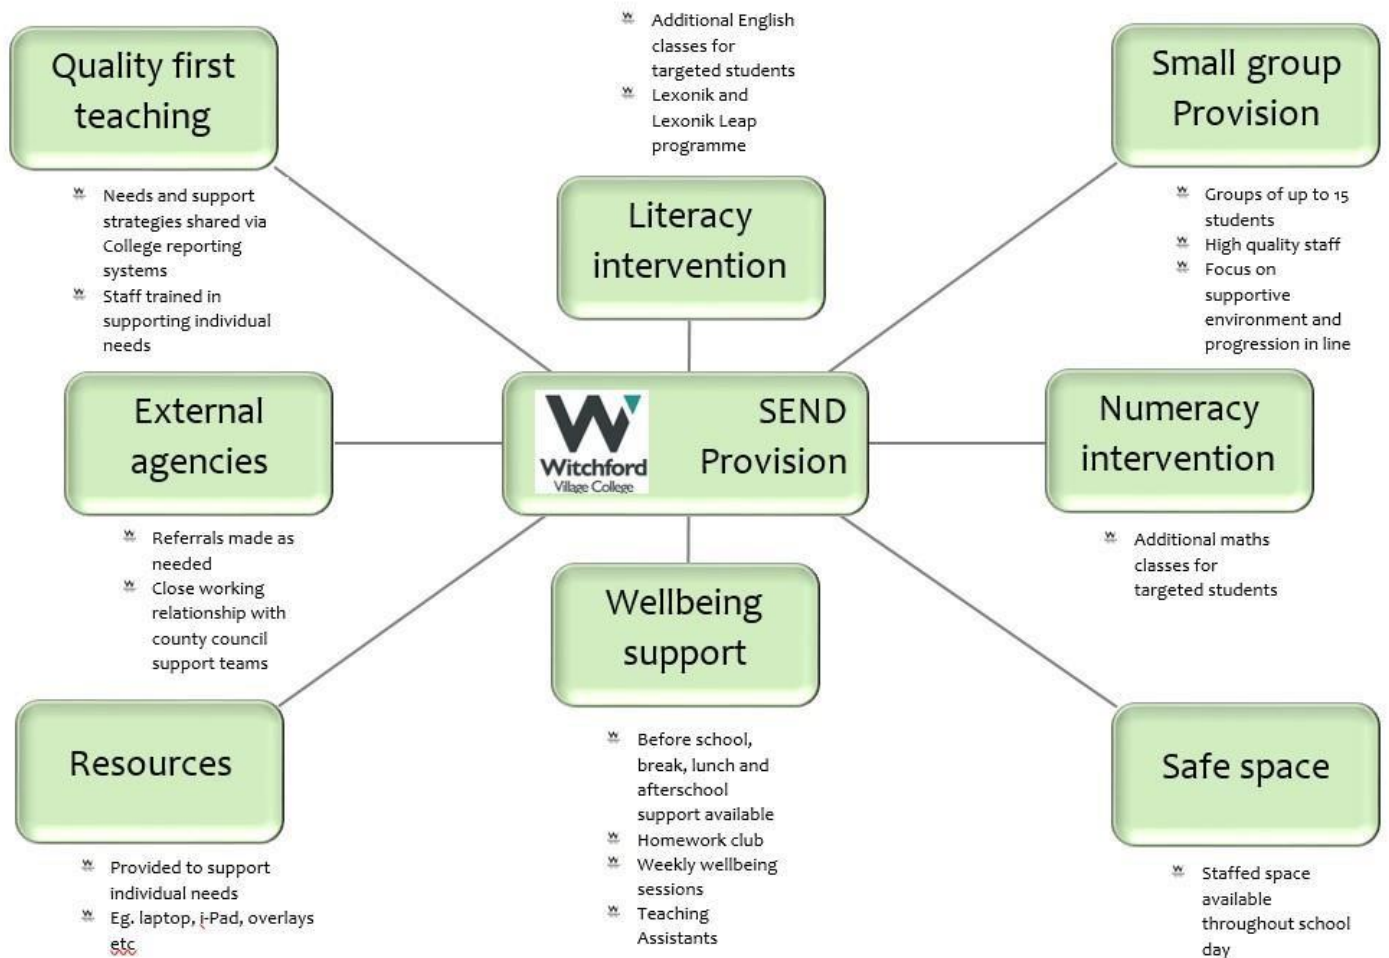 Quality first
teaching
Needs and support
strategies shared via
College reporting
systems
Staff trained in
supporting individual
needs
Additional English
classes for
targeted students
Lexonik and
Lexonik Leap
programme
Literacy
intervention
Small group
Provision
Groups of up to 15
students
High quality staff
Focus on
supportive
environment and
progression in line
External
agencies
Referrals made as
needed
Close working
relationship with
county council
support teams
W
Witchford
Village College
SEND
Provision
Numeracy
intervention
Additional maths
classes for
targeted students
Resources
Provided to support
individual needs
Eg. laptop, i-Pad, overlays
etc
Wellbeing
support
Before school,
break, lunch and
afterschool
support available
Homework club
Weekly wellbeing
sessions
Teaching
Assistants
Safe space
Staffed space
available
throughout school
day